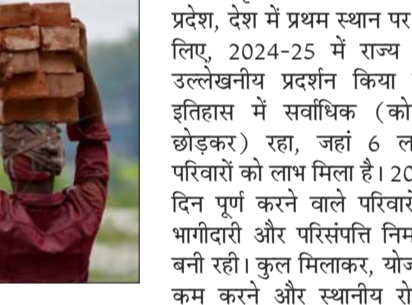 प्रदेश, देश में प्रथम स्थान पर
लिए, 2024-25 में राज्य
उल्लेखनीय प्रदर्शन किया
इतिहास में सर्वाधिक (को
छोड़कर) रहा, जहां 6 ल
परिवारों को लाभ मिला है। 20
दिन पूर्ण करने वाले परिवारो
भागीदारी और परिसंपत्ति निम
बनी रही। कुल मिलाकर, योज
कम करने और स्थानीय रो